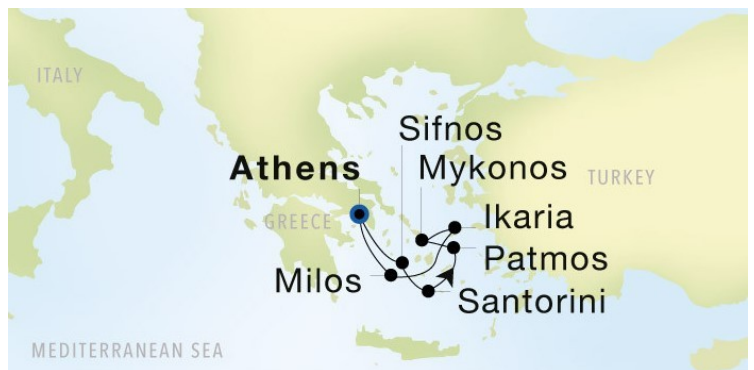 ITALY
Sifnos
Athens
Mykonos
TURKEY
GREECE
Ikaria
Patmos
Milos
Santorini
MEDITERRANEAN SEA